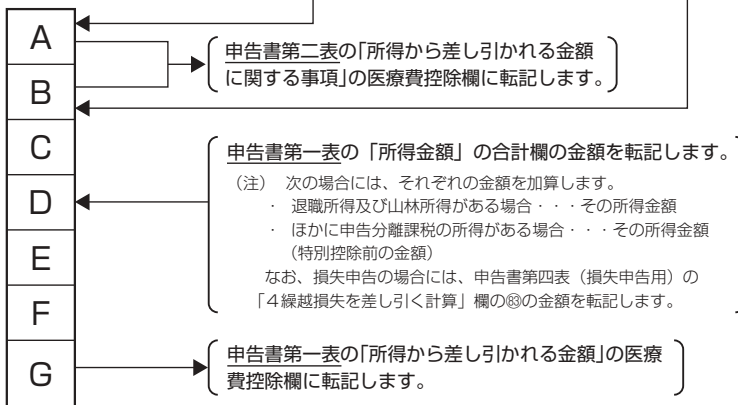 A
申告書第二表の「所得から差し引かれる金額
に関する事項」の医療費控除欄に転記します。
B
C
申告書第一表の「所得金額」の合計欄の金額を転記します。
（注） 次の場合には、それぞれの金額を加算します。
D
・ 退職所得及び山林所得がある場合・・・その所得金額
・ ほかに申告分離課税の所得がある場合・・・その所得金額
（特別控除前の金額）
E
なお、損失申告の場合には、申告書第四表（損失申告用）の
「４繰越損失を差し引く計算」欄の㊳の金額を転記します。
F
G
申告書第一表の「所得から差し引かれる金額」の医療
費控除欄に転記します。